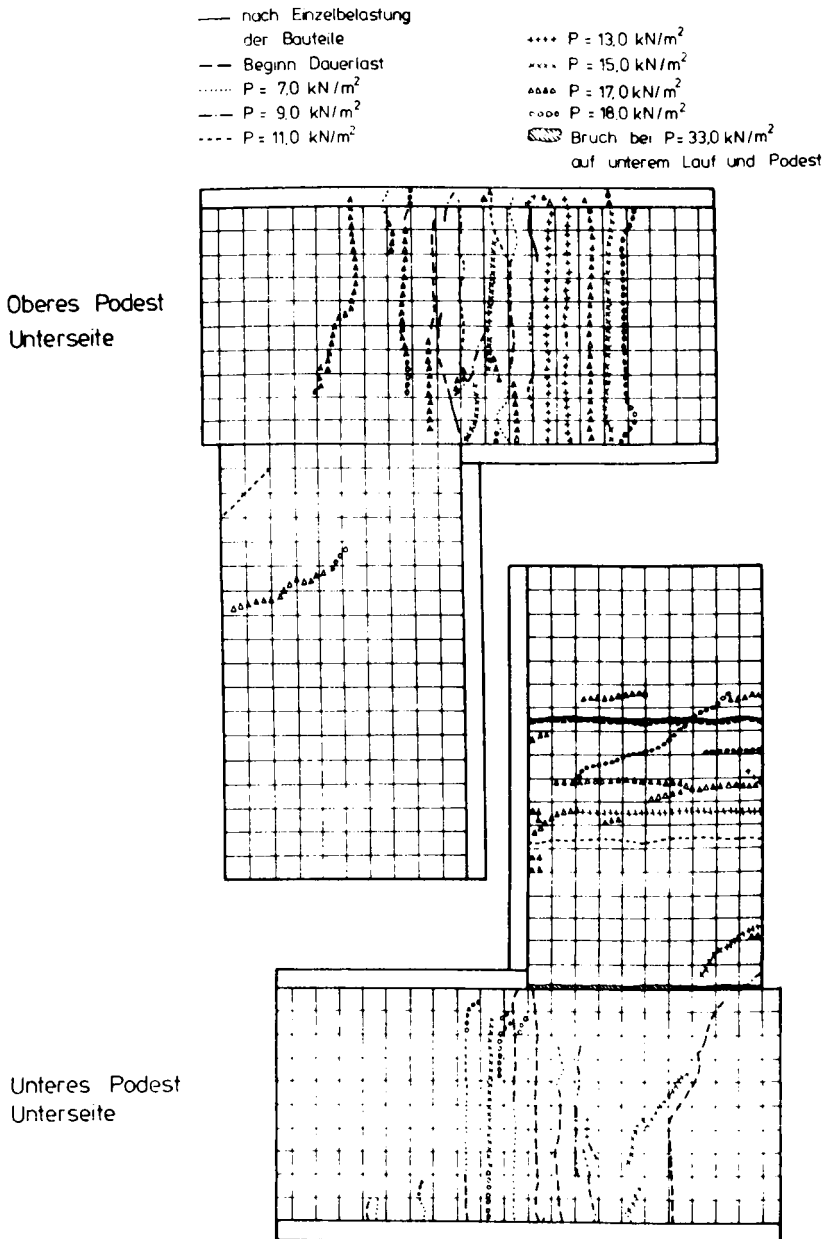 nach Einzelbelastung
der Bauteile
Beginn Dauerlast
P = 7,0 kN/m²
P = 9,0 kN/m²
P = 11,0 kN/m²
P = 13,0 kN/m²
P = 15,0 kN/m²
P = 17,0 kN/m²
P = 18,0 kN/m²
Bruch bei P = 33,0 kN/m²
auf unterem Lauf und Podest
Oberes Podest
Unterseite
Unteres Podest
Unterseite